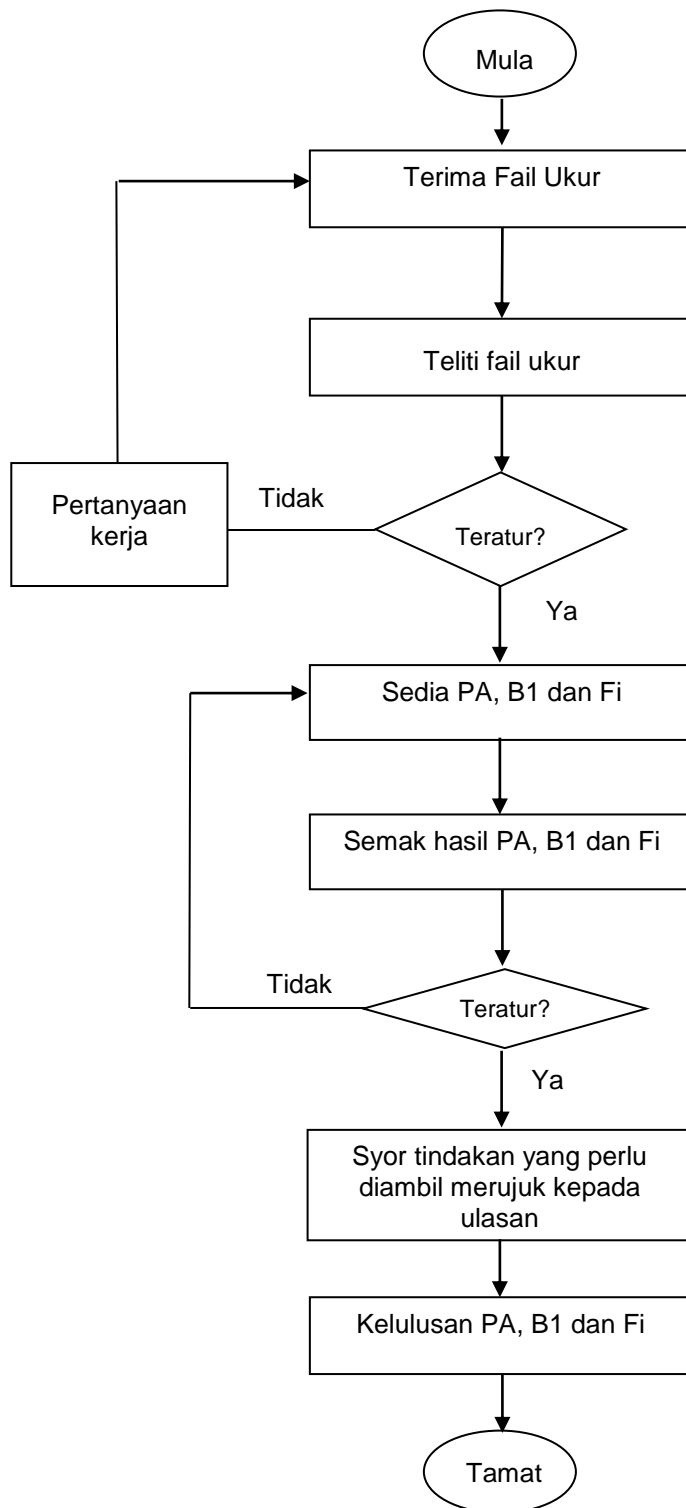 Mula
Terima Fail Ukur
Teliti fail ukur
Pertanyaan
kerja
Tidak
Teratur?
Ya
Sedia PA, B1 dan Fi
Semak hasil PA, B1 dan Fi
Tidak
Teratur?
Ya
Syor tindakan yang perlu
diambil merujuk kepada
ulasan
Kelulusan PA, B1 dan Fi
Tamat